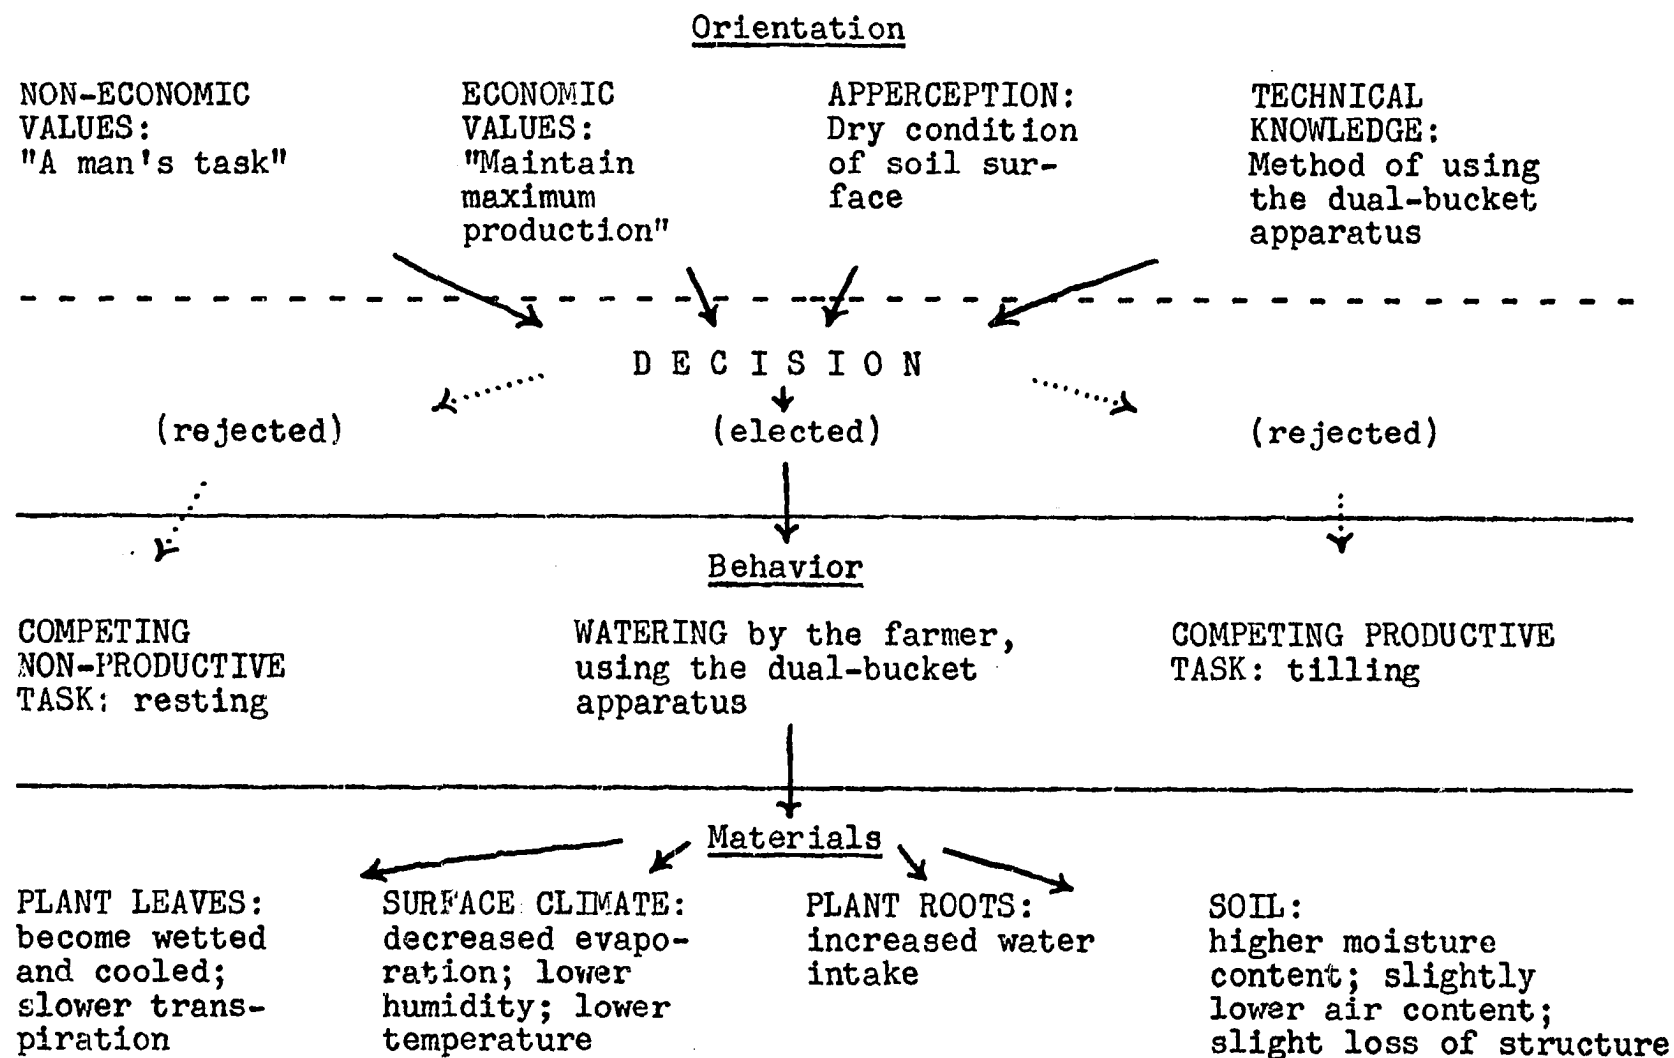 Orientation
NON-ECONOMIC
VALUES:
"A man's task"
ECONOMIC
VALUES:
"Maintain
maximum
production"
APPERCEPTION:
Dry condition
of soil sur-
face
TECHNICAL
KNOWLEDGE:
Method of using
the dual-bucket
apparatus
DECISION
(rejected)
(elected)
(rejected)
Behavior
COMPETING
NON-PRODUCTIVE
TASK: resting
WATERING by the farmer,
using the dual-bucket
apparatus
COMPETING PRODUCTIVE
TASK: tilling
Materials
PLANT LEAVES:
become wetted
and cooled;
slower trans-
piration
SURFACE CLIMATE:
decreased evapo-
ration; lower
humidity; lower
temperature
PLANT ROOTS:
increased water
intake
SOIL:
higher moisture
content; slightly
lower air content;
slight loss of structure